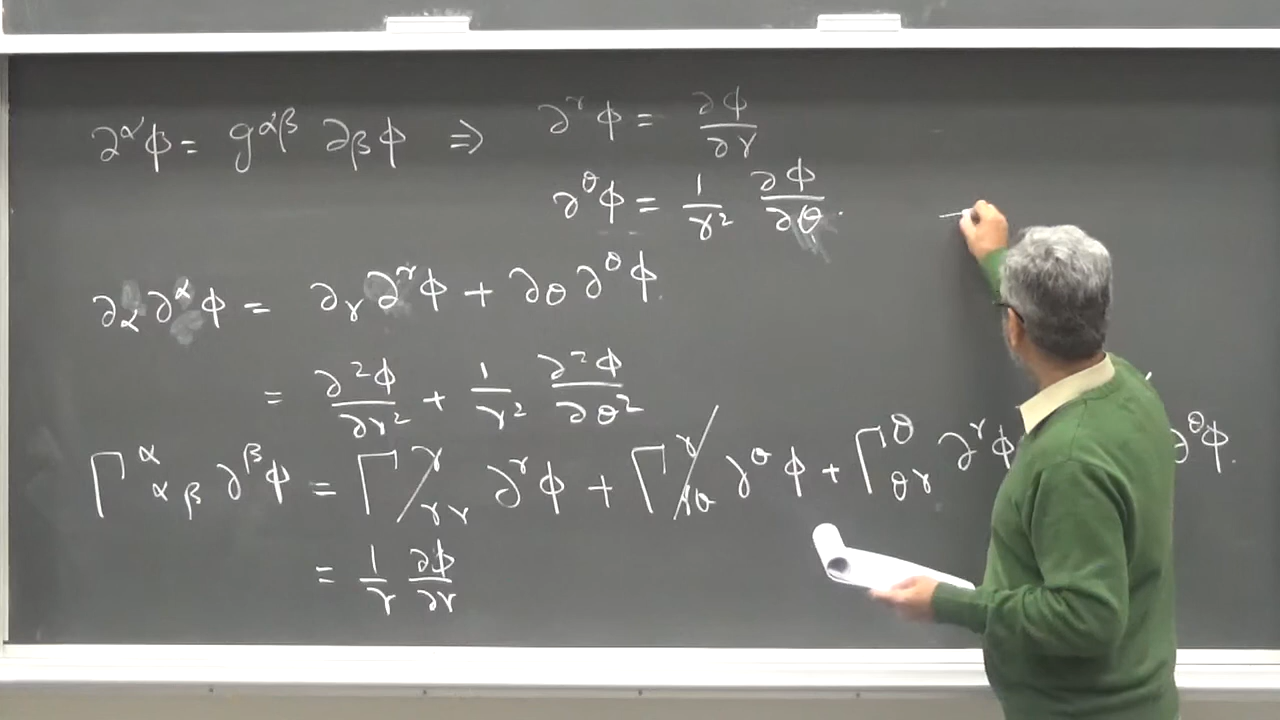 ∂^α φ = g^{αβ} ∂_β φ ⇒ ∂^r φ = ∂φ/∂r
∂^θ φ = 1/r² ∂φ/∂θ.
∂_α ∂^α φ = ∂_r ∂^r φ + ∂_θ ∂^θ φ.
= ∂²φ/∂r² + 1/r² ∂²φ/∂θ²
Γ^α_{αβ} ∂^β φ = Γ^r_{rr} ∂^r φ + Γ^r_{rθ} ∂^θ φ + Γ^θ_{θr} ∂^r φ ∂^θ φ.
= 1/r ∂φ/∂r